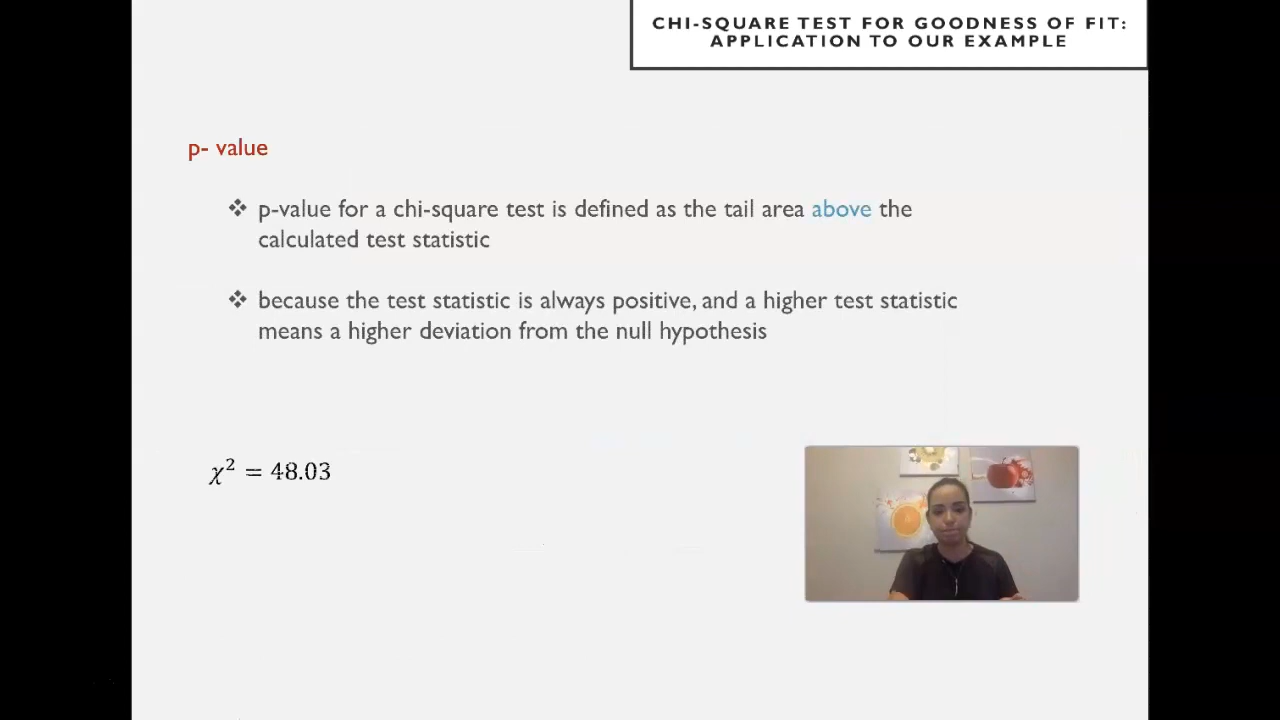 CHI-SQUARE TEST FOR GOODNESS OF FIT:
APPLICATION TO OUR EXAMPLE
p- value
❖ p-value for a chi-square test is defined as the tail area above the
calculated test statistic
❖ because the test statistic is always positive, and a higher test statistic
means a higher deviation from the null hypothesis
χ² = 48.03